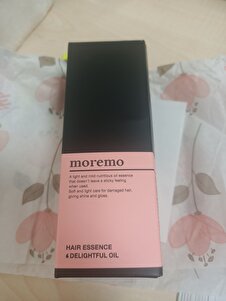 moremo
A light and mild nutritious oil essence
that doesn't leave a sticky feeling
when used.
Soft and light care for damaged hair,
giving shine and gloss.
HAIR ESSENCE
& DELIGHTFUL OIL